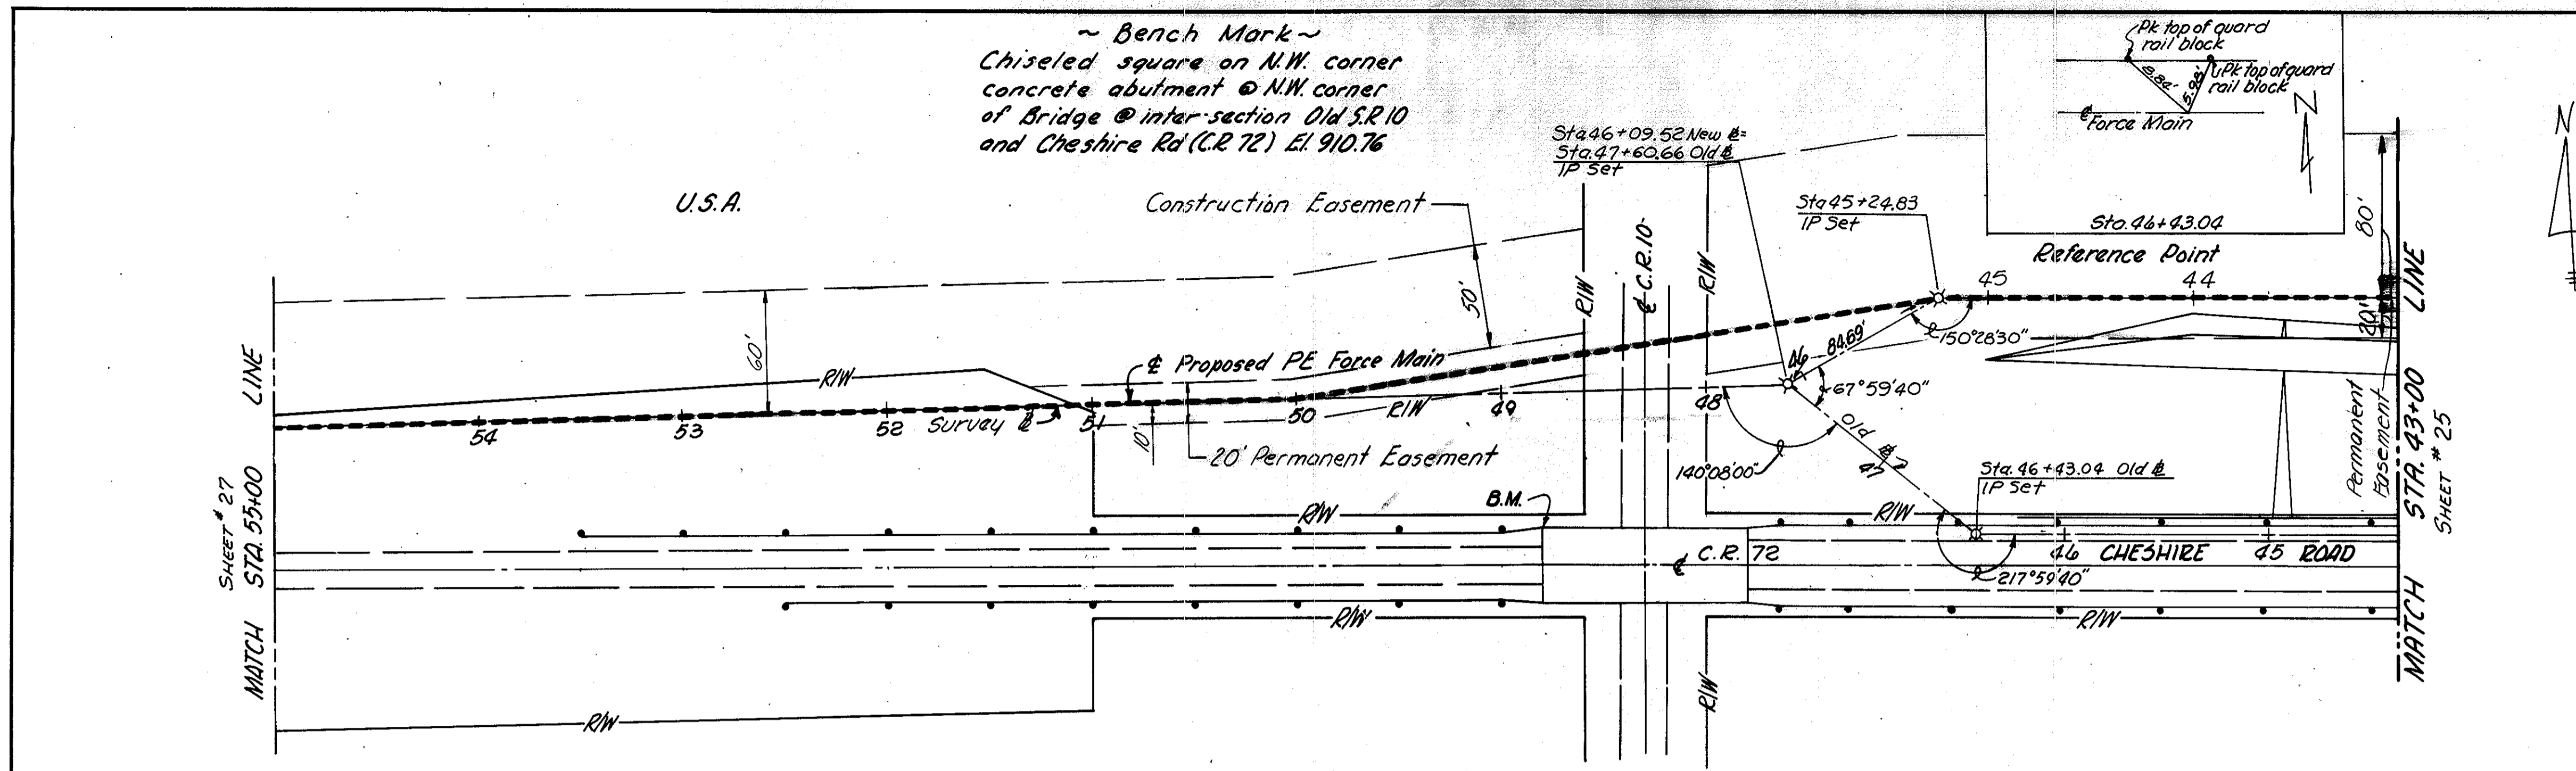 ~ Bench Mark ~
Chiseled square on N.W. corner
concrete abutment @ N.W. corner
of Bridge @ inter-section Old S.R 10
and Cheshire Rd (C.R. 72) El. 910.76
Pk top of guard
rail block
Pk top of guard
rail block
8.84'
5.98'
℄ Force Main
N
Sta. 46+43.04
Reference Point
N
U.S.A.
Construction Easement
Sta 46+09.52 New ℄ =
Sta. 47+60.66 Old ℄
IP Set
Sta 45+24.83
IP Set
R/W
℄ C.R. 10
R/W
80'
20'
50'
60'
45
44
84.69'
150°28'30"
46
67°59'40"
℄ Proposed PE Force Main
R/W
54
53
52
Survey ℄
51
50
R/W
49
48
10'
20' Permanent Easement
140°08'00"
Old ℄
47
Sta. 46+43.04 Old ℄
IP Set
Permanent
Easement
MATCH LINE
STA. 55+00
SHEET # 27
MATCH LINE
STA. 43+00
SHEET # 25
B.M.
R/W
R/W
℄ C.R. 72
46 CHESHIRE 45 ROAD
217°59'40"
R/W
R/W
R/W
R/W